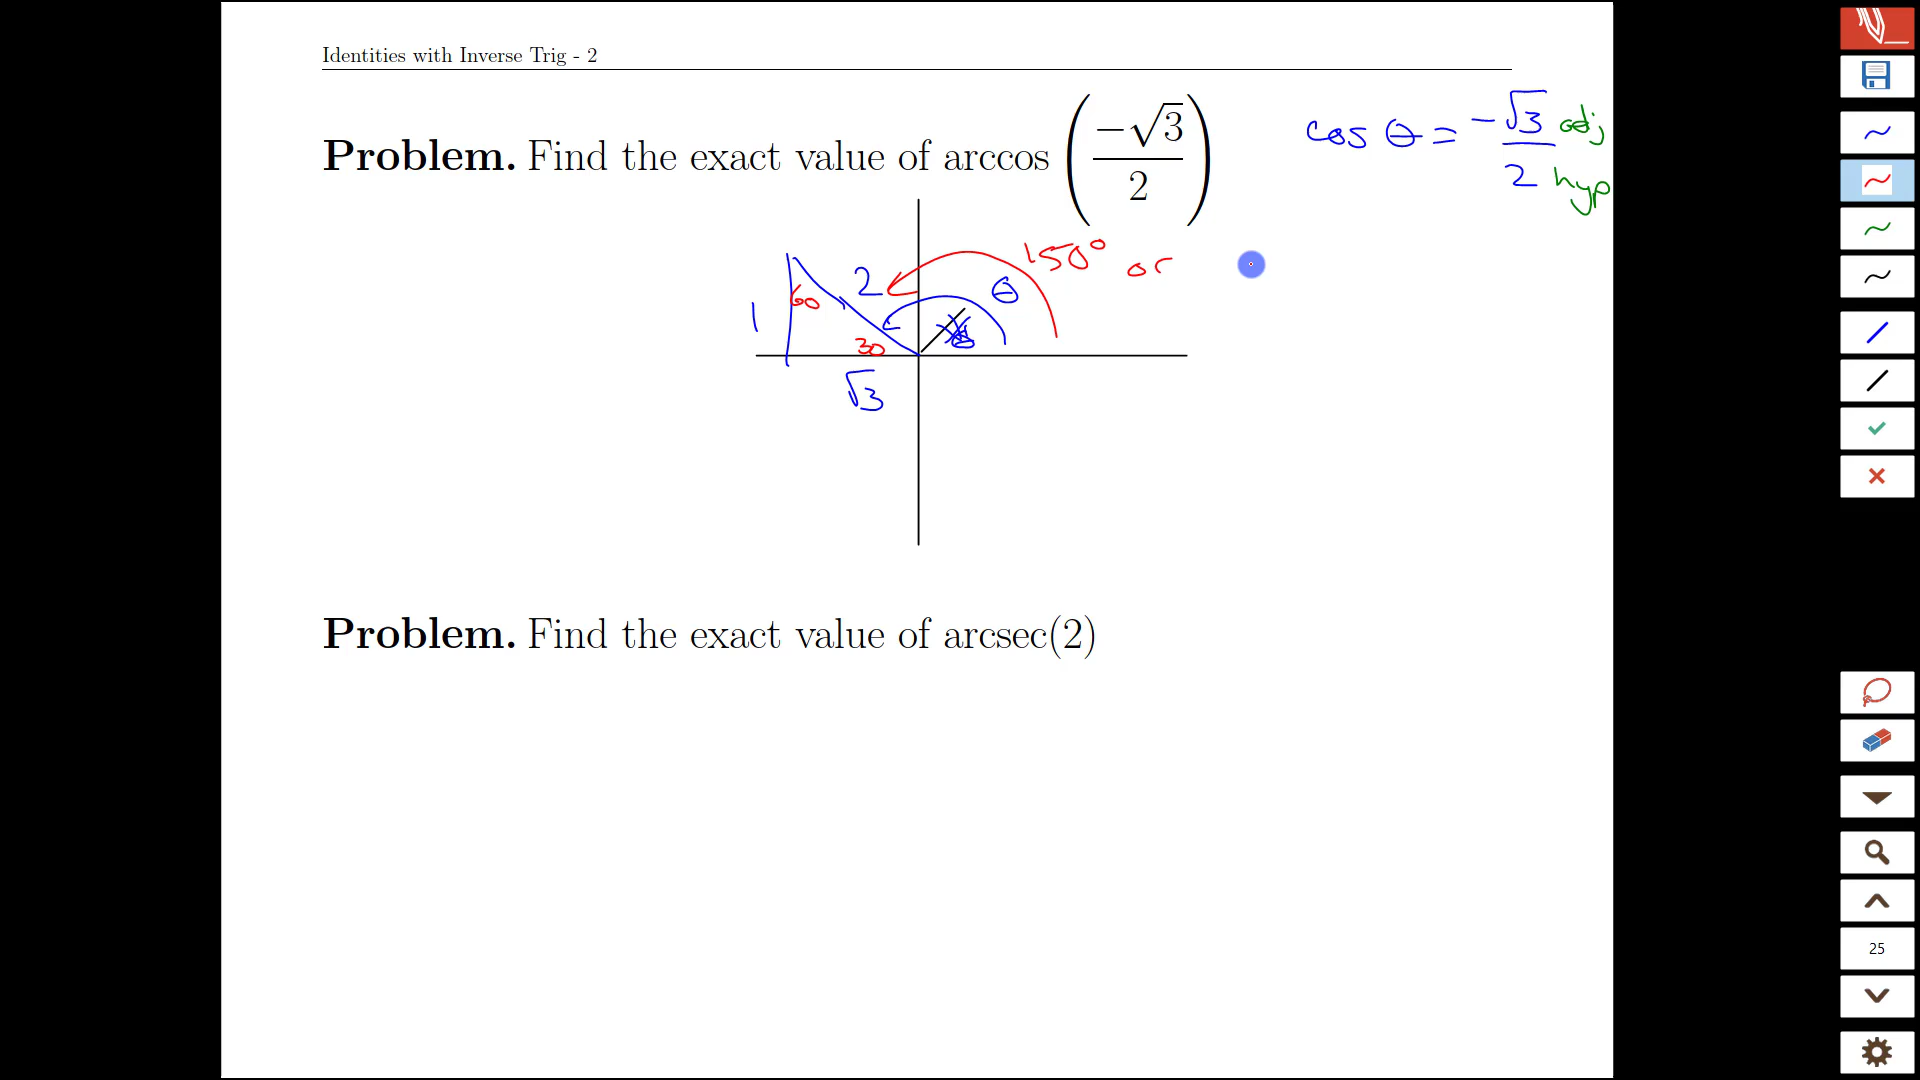 Identities with Inverse Trig - 2
Problem. Find the exact value of arccos (−√3/2)
cos θ = −√3/2 adj hyp
150° or
θ
2
60
1
30
√3
Problem. Find the exact value of arcsec(2)
25